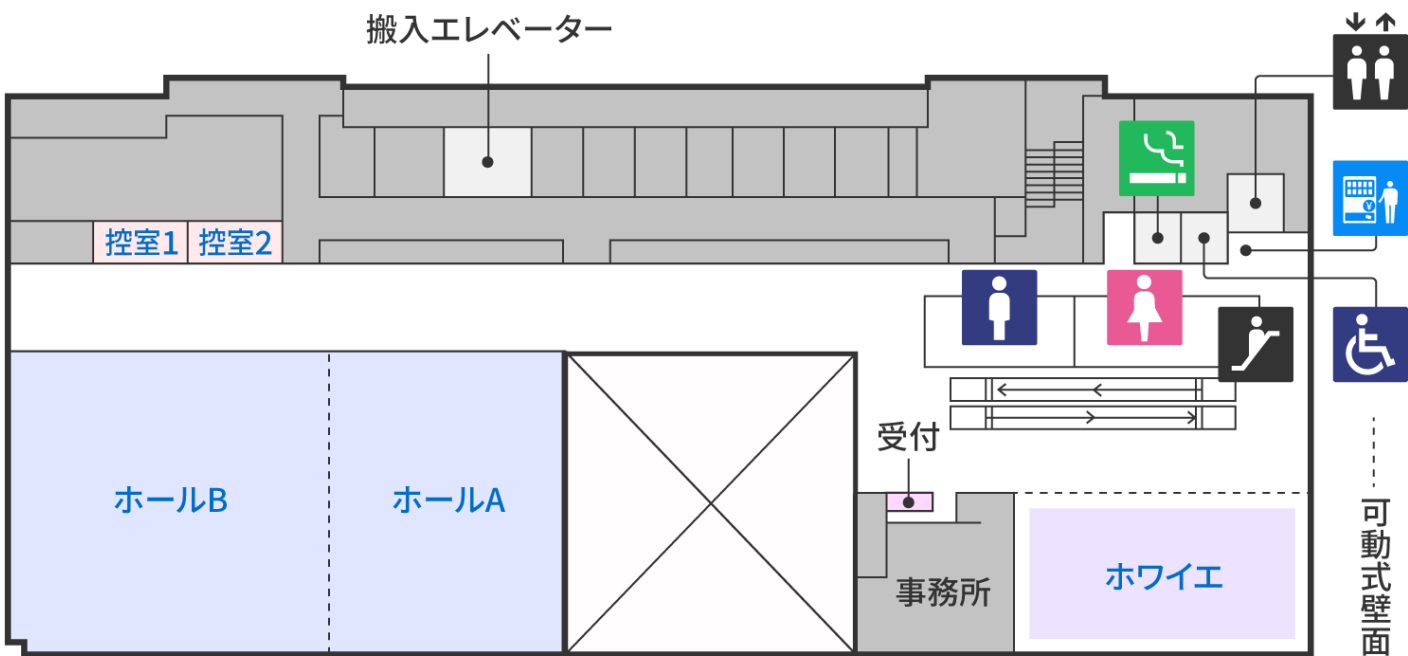 搬入エレベーター
控室1
控室2
受付
ホールB
ホールA
事務所
ホワイエ
可動式壁面
¥